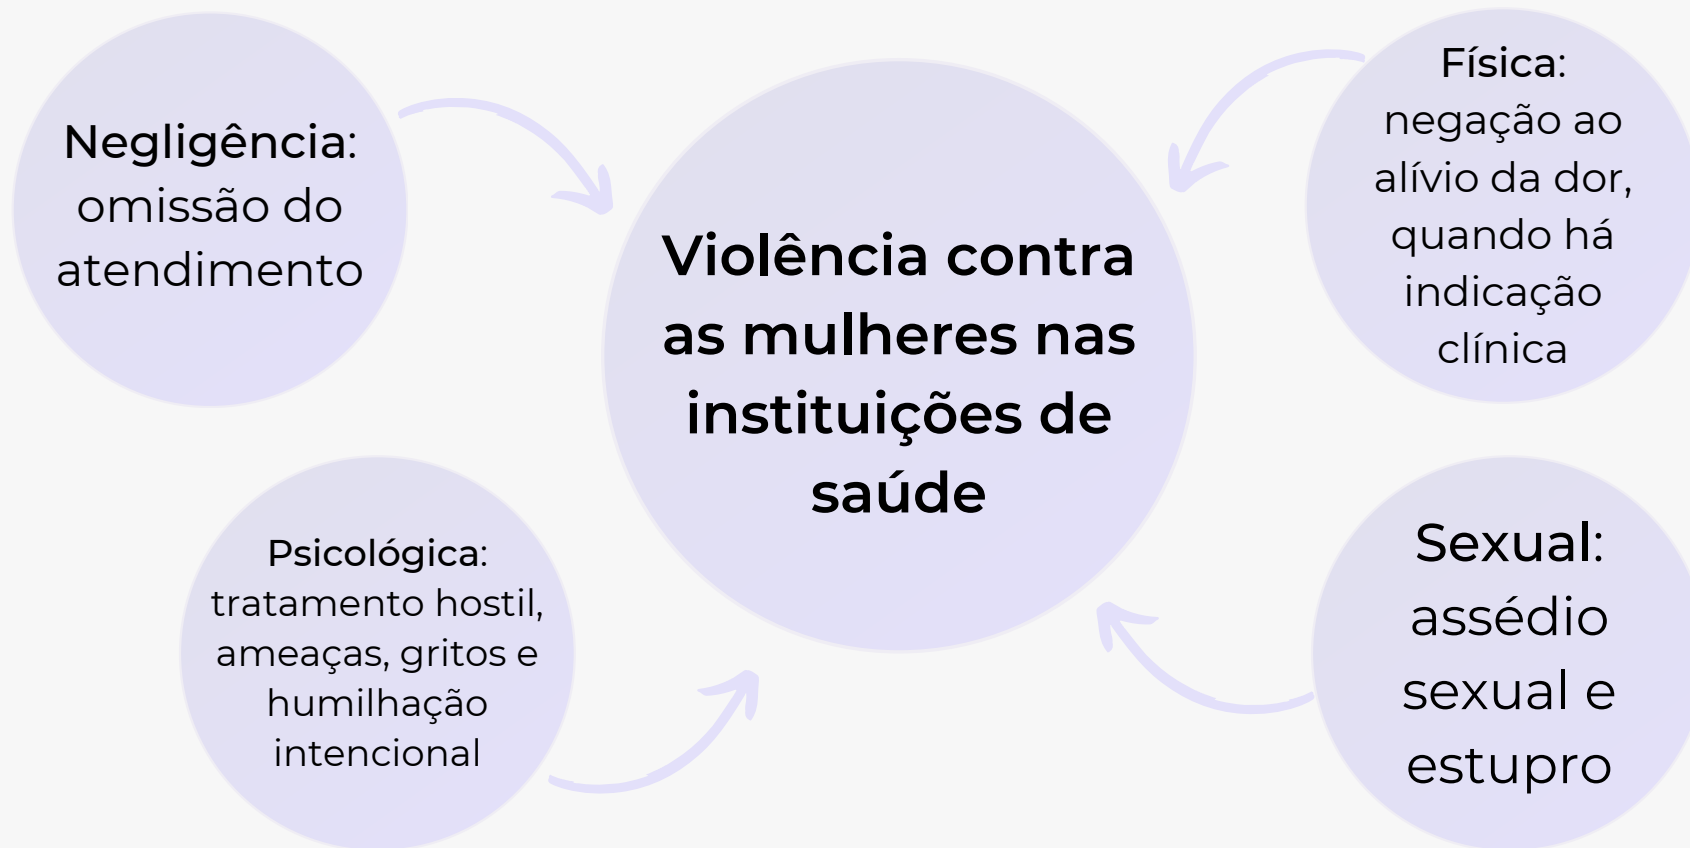 Negligência:
omissão do
atendimento
Violência contra
as mulheres nas
instituições de
saúde
Física:
negação ao
alívio da dor,
quando há
indicação
clínica
Psicológica:
tratamento hostil,
ameaças, gritos e
humilhação
intencional
Sexual:
assédio
sexual e
estupro